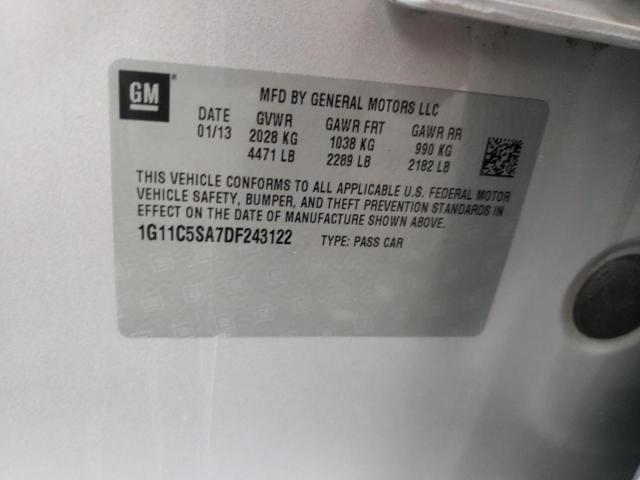 GM
®
MFD BY GENERAL MOTORS LLC
DATE GVWR GAWR FRT GAWR RR
01/13 2028 KG 1038 KG 990 KG
4471 LB 2289 LB 2182 LB
THIS VEHICLE CONFORMS TO ALL APPLICABLE U.S. FEDERAL MOTOR
VEHICLE SAFETY, BUMPER, AND THEFT PREVENTION STANDARDS IN
EFFECT ON THE DATE OF MANUFACTURE SHOWN ABOVE.
1G11C5SA7DF243122 TYPE: PASS CAR